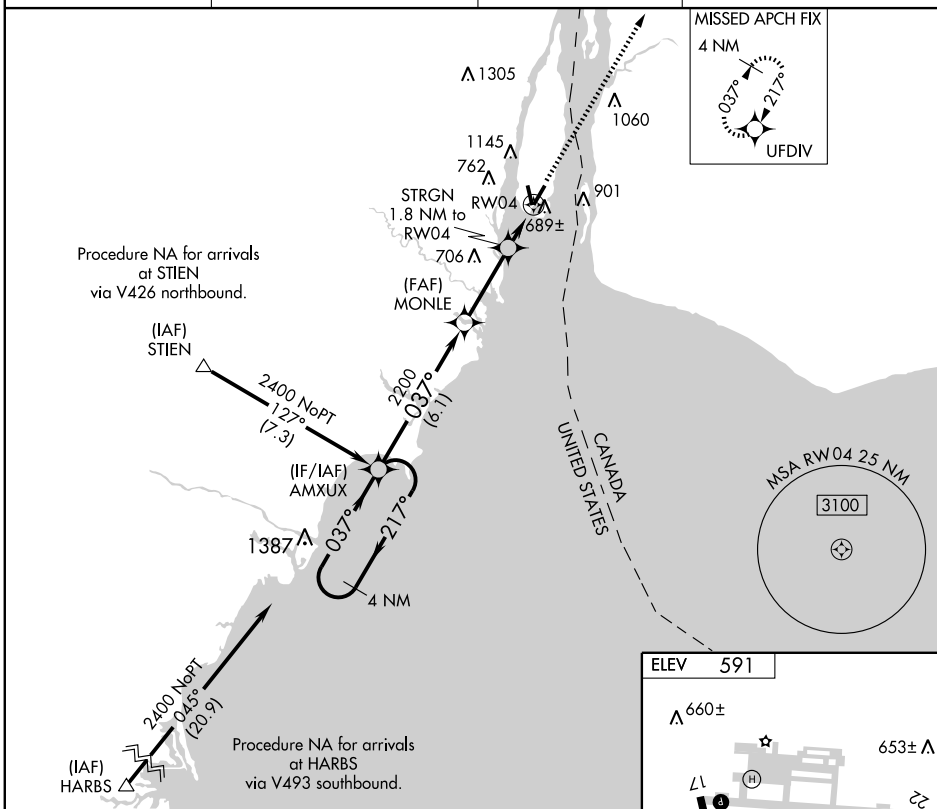 MISSED APCH FIX
4 NM
037°
217°
UFDIV
1305
1060
1145
762
STRGN
1.8 NM to
RW04
RW04
901
689±
706
Procedure NA for arrivals
at STIEN
via V426 northbound.
(FAF)
MONLE
(IAF)
STIEN
2400 NoPT
127°
(7.3)
2200
037°
(6.1)
(IF/IAF)
AMXUX
CANADA
UNITED STATES
MSA RW04 25 NM
3100
1387
037°
217°
4 NM
2400 NoPT
045°
(20.9)
(IAF)
HARBS
Procedure NA for arrivals
at HARBS
via V493 southbound.
ELEV 591
660±
653±
H
17
P
22